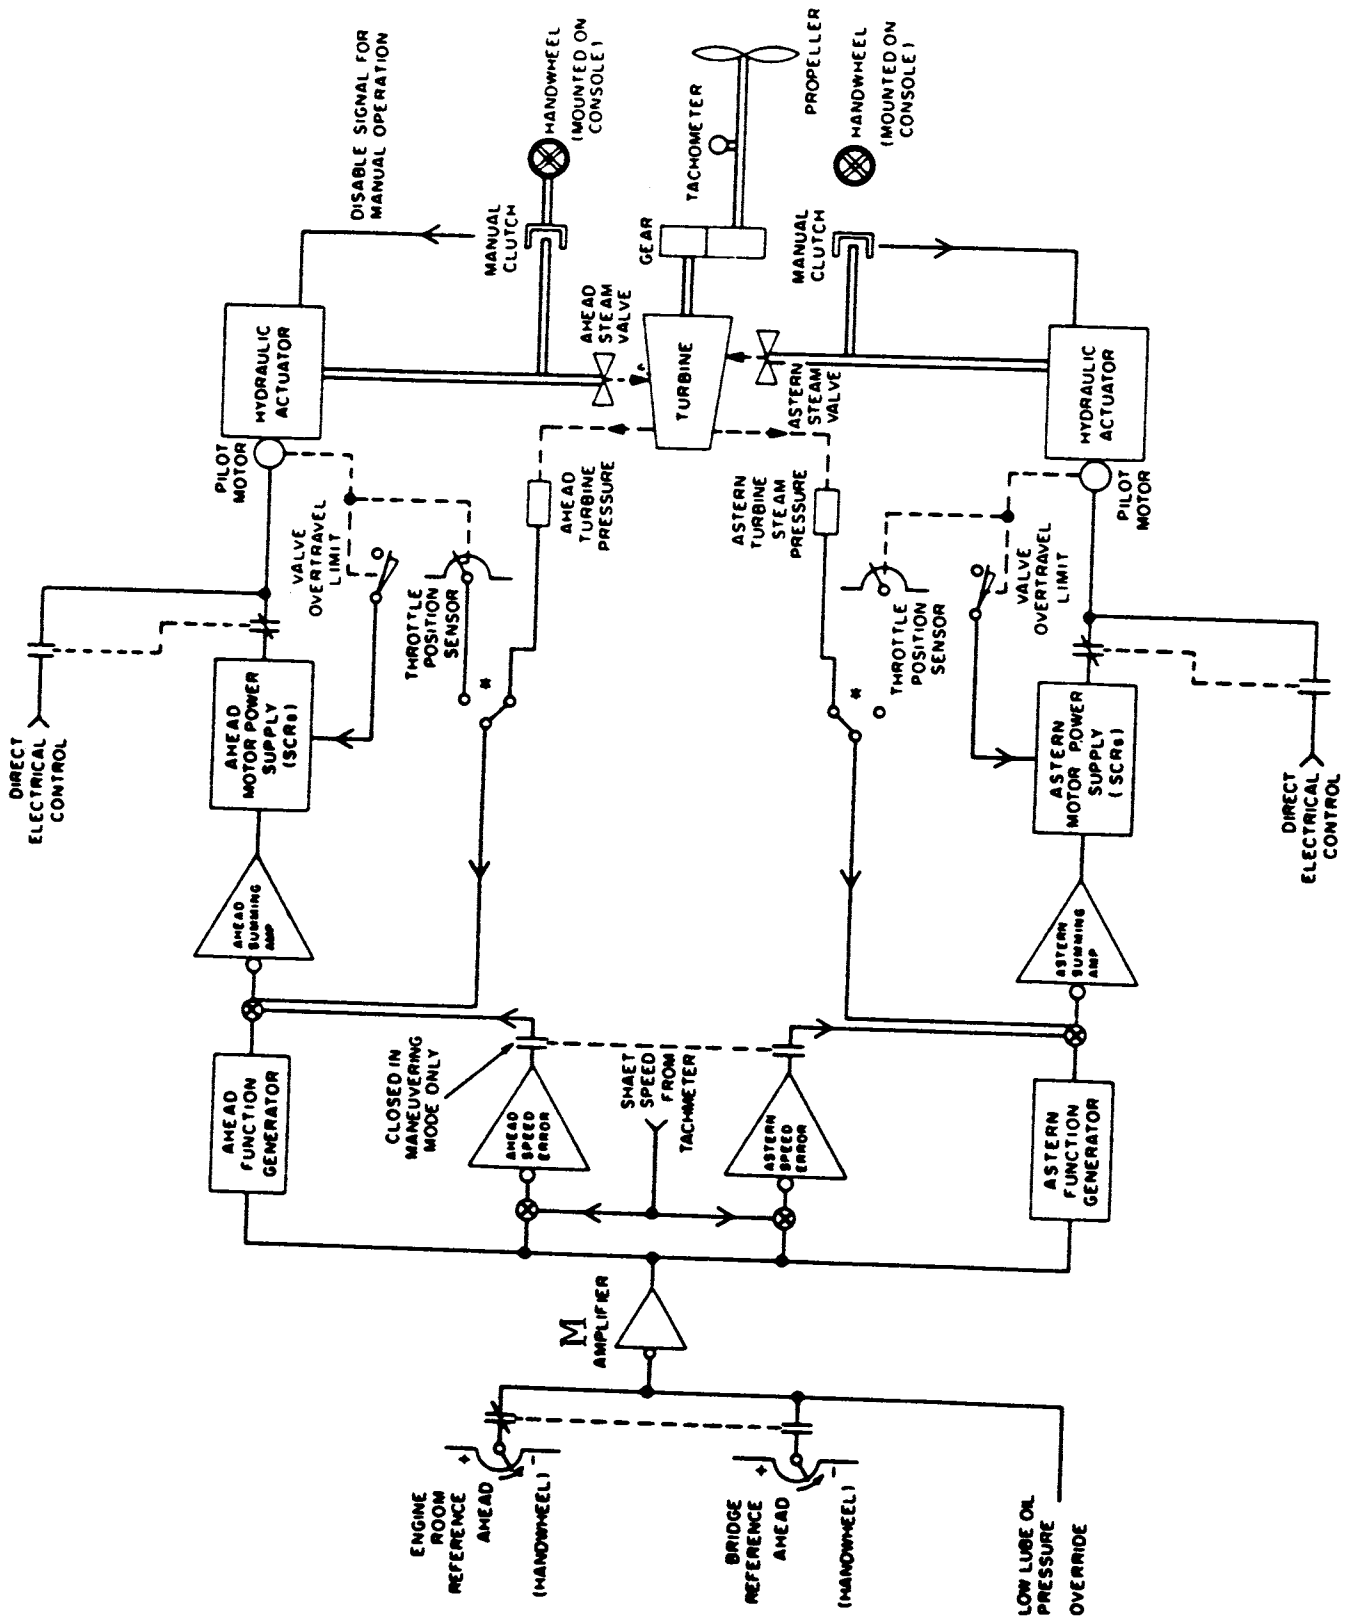 DIRECT
ELECTRICAL
CONTROL
DISABLE SIGNAL FOR
MANUAL OPERATION
HYDRAULIC
ACTUATOR
PILOT
MOTOR
VALVE
OVERTRAVEL
LIMIT
AHEAD
MOTOR POWER
SUPPLY
(SCRs)
AHEAD
SUMMING
AMP
AHEAD
FUNCTION
GENERATOR
HANDWHEEL
(MOUNTED ON
CONSOLE)
MANUAL
CLUTCH
AHEAD
STEAM
VALVE
THROTTLE
POSITION
SENSOR
*
AHEAD
TURBINE
PRESSURE
CLOSED IN
MANEUVERING
MODE ONLY
AHEAD
SPEED
ERROR
PROPELLER
TACHOMETER
GEAR
TURBINE
SHAET
SPEED
FROM
TACHMETER
M
AMPLIFIER
ENGINE
ROOM
REFERENCE
AHEAD
+
-
(HANDWHEEL)
HANDWHEEL
(MOUNTED ON
CONSOLE)
MANUAL
CLUTCH
ASTERN
STEAM
VALVE
ASTERN
TURBINE
STEAM
PRESSURE
*
THROTTLE
POSITION
SENSOR
ASTERN
SPEED
ERROR
BRIDGE
REFERENCE
AHEAD
+
-
(HANDWHEEL)
HYDRAULIC
ACTUATOR
PILOT
MOTOR
VALVE
OVERTRAVEL
LIMIT
ASTERN
MOTOR POWER
SUPPLY
(SCRs)
ASTERN
SUMMING
AMP
ASTERN
FUNCTION
GENERATOR
DIRECT
ELECTRICAL
CONTROL
LOW LUBE OIL
PRESSURE
OVERRIDE